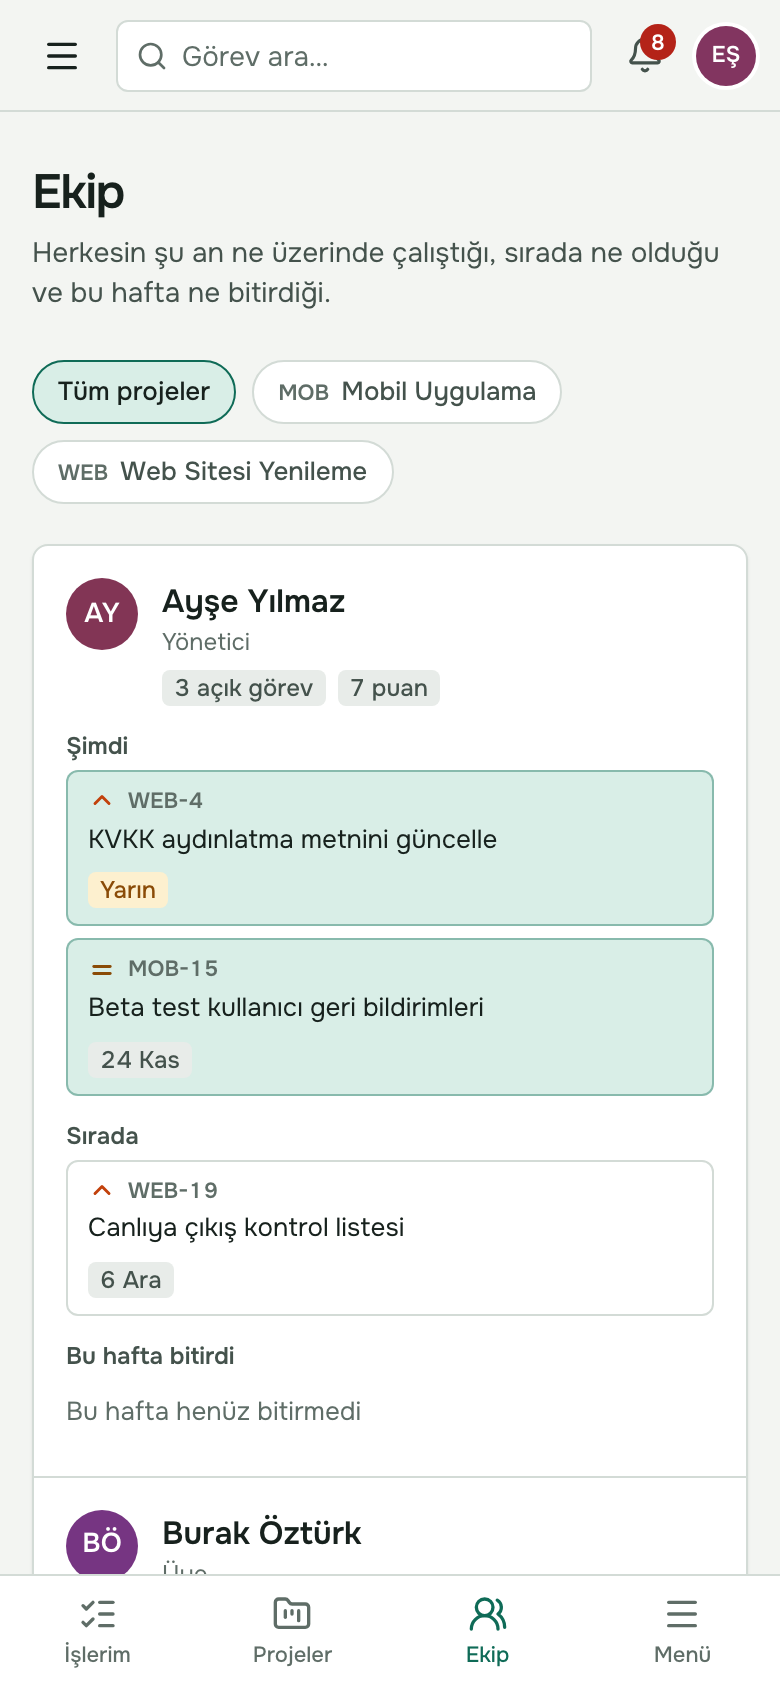 Görev ara...
8
EŞ
Ekip
Herkesin şu an ne üzerinde çalıştığı, sırada ne olduğu
ve bu hafta ne bitirdiği.
Tüm projeler
MOB Mobil Uygulama
WEB Web Sitesi Yenileme
AY
Ayşe Yılmaz
Yönetici
3 açık görev
7 puan
Şimdi
WEB-4
KVKK aydınlatma metnini güncelle
Yarın
MOB-15
Beta test kullanıcı geri bildirimleri
24 Kas
Sırada
WEB-19
Canlıya çıkış kontrol listesi
6 Ara
Bu hafta bitirdi
Bu hafta henüz bitirmedi
BÖ
Burak Öztürk
Üye
İşlerim
Projeler
Ekip
Menü